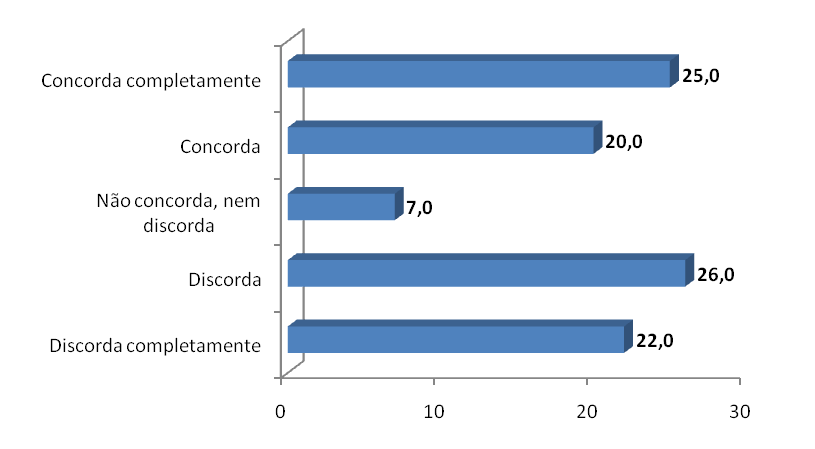 Concorda completamente
25,0
Concorda
20,0
Não concorda, nem
discorda
7,0
Discorda
26,0
Discorda completamente
22,0
0
10
20
30